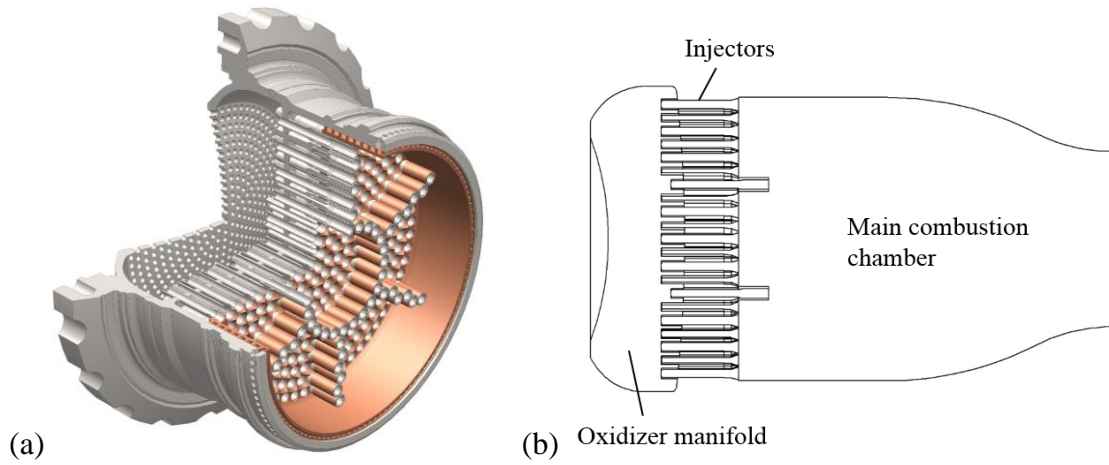 Injectors
Main combustion
chamber
(a)
(b)
Oxidizer manifold